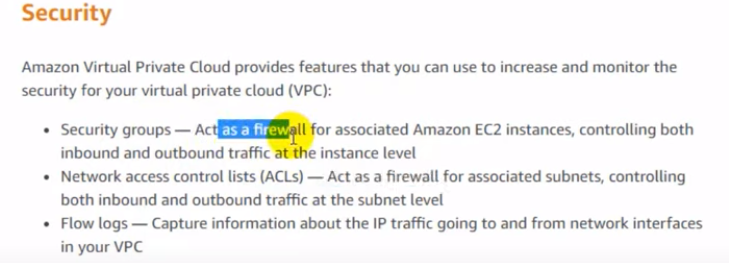 Security
Amazon Virtual Private Cloud provides features that you can use to increase and monitor the
security for your virtual private cloud (VPC):
• Security groups — Act as a firewall for associated Amazon EC2 instances, controlling both
inbound and outbound traffic at the instance level
• Network access control lists (ACLs) — Act as a firewall for associated subnets, controlling
both inbound and outbound traffic at the subnet level
• Flow logs — Capture information about the IP traffic going to and from network interfaces
in your VPC